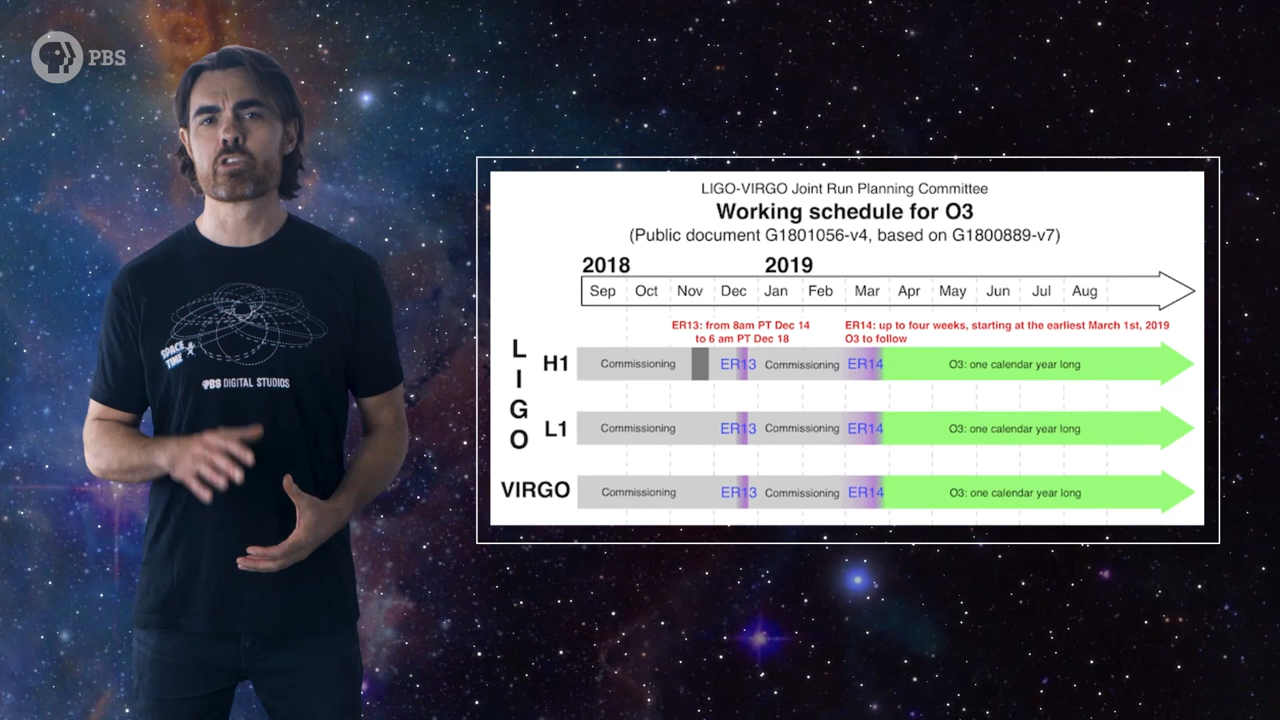 PBS
SPACE
TIME
PBS DIGITAL STUDIOS
LIGO-VIRGO Joint Run Planning Committee
Working schedule for O3
(Public document G1801056-v4, based on G1800889-v7)
2018 2019
Sep Oct Nov Dec Jan Feb Mar Apr May Jun Jul Aug
ER13: from 8am PT Dec 14
to 6 am PT Dec 18
ER14: up to four weeks, starting at the earliest March 1st, 2019
O3 to follow
LIGO
H1 Commissioning ER13 Commissioning ER14 O3: one calendar year long
L1 Commissioning ER13 Commissioning ER14 O3: one calendar year long
VIRGO Commissioning ER13 Commissioning ER14 O3: one calendar year long